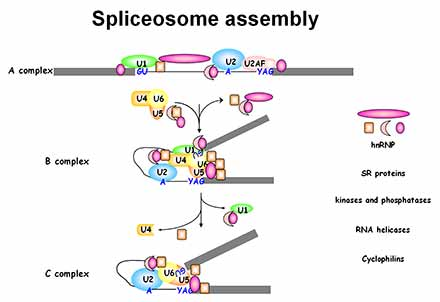 Spliceosome assembly
U1
U2
U2AF
A complex
GU
A
YAG
U4
U6
U5
hnRNP
U1
B complex
U4
U6
U5
U2
A
YAG
SR proteins
kinases and phosphatases
U1
U4
RNA helicases
Cyclophilins
C complex
U2
U6
U5
A
YAG